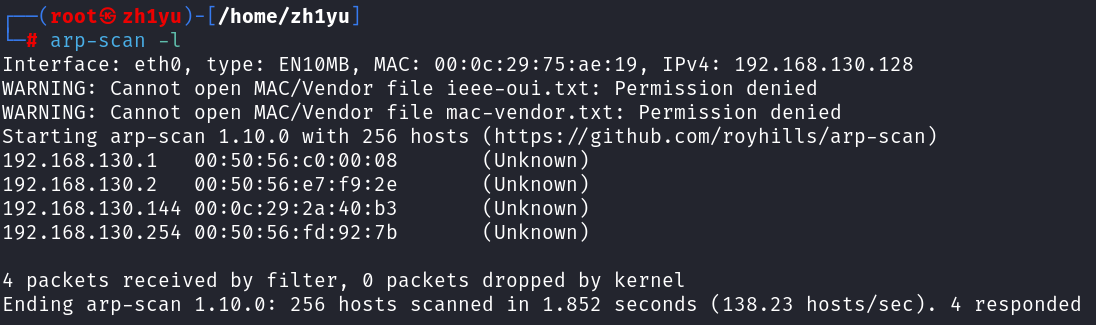 ┌──(root㉿zh1yu)-[/home/zh1yu]
└─# arp-scan -l
Interface: eth0, type: EN10MB, MAC: 00:0c:29:75:ae:19, IPv4: 192.168.130.128
WARNING: Cannot open MAC/Vendor file ieee-oui.txt: Permission denied
WARNING: Cannot open MAC/Vendor file mac-vendor.txt: Permission denied
Starting arp-scan 1.10.0 with 256 hosts (https://github.com/royhills/arp-scan)
192.168.130.1   00:50:56:c0:00:08       (Unknown)
192.168.130.2   00:50:56:e7:f9:2e       (Unknown)
192.168.130.144 00:0c:29:2a:40:b3       (Unknown)
192.168.130.254 00:50:56:fd:92:7b       (Unknown)

4 packets received by filter, 0 packets dropped by kernel
Ending arp-scan 1.10.0: 256 hosts scanned in 1.852 seconds (138.23 hosts/sec). 4 responded